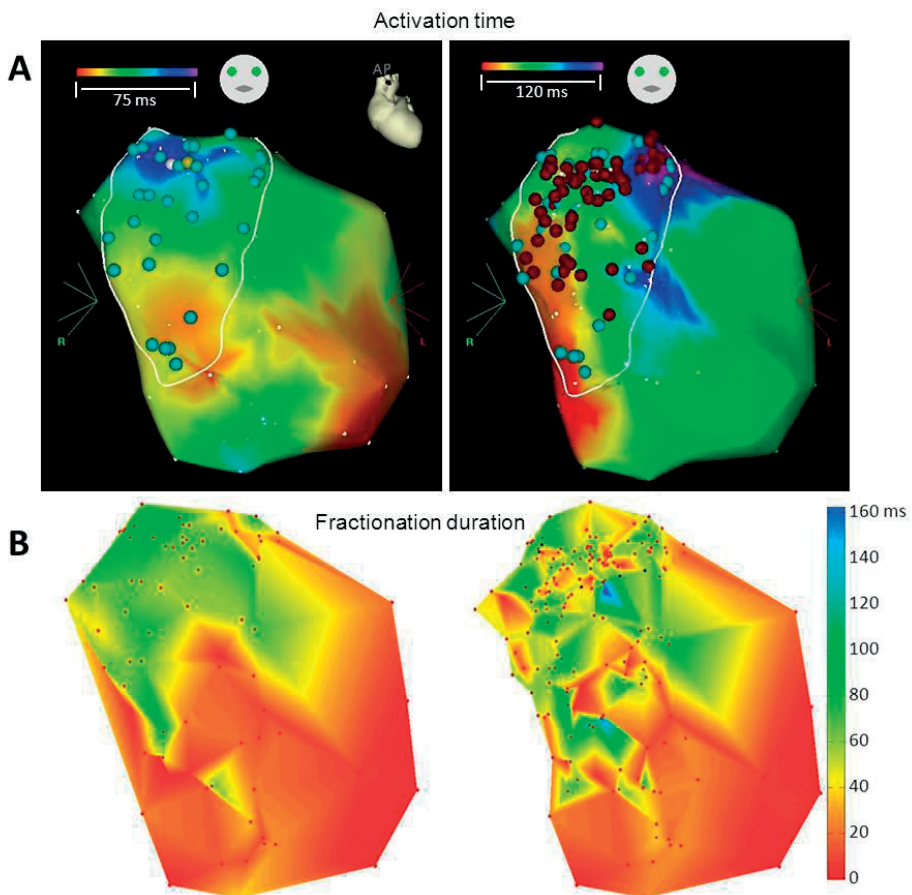 Activation time
A
75 ms
AP
R
L
120 ms
R
L
B
Fractionation duration
160 ms
140
120
100
80
60
40
20
0